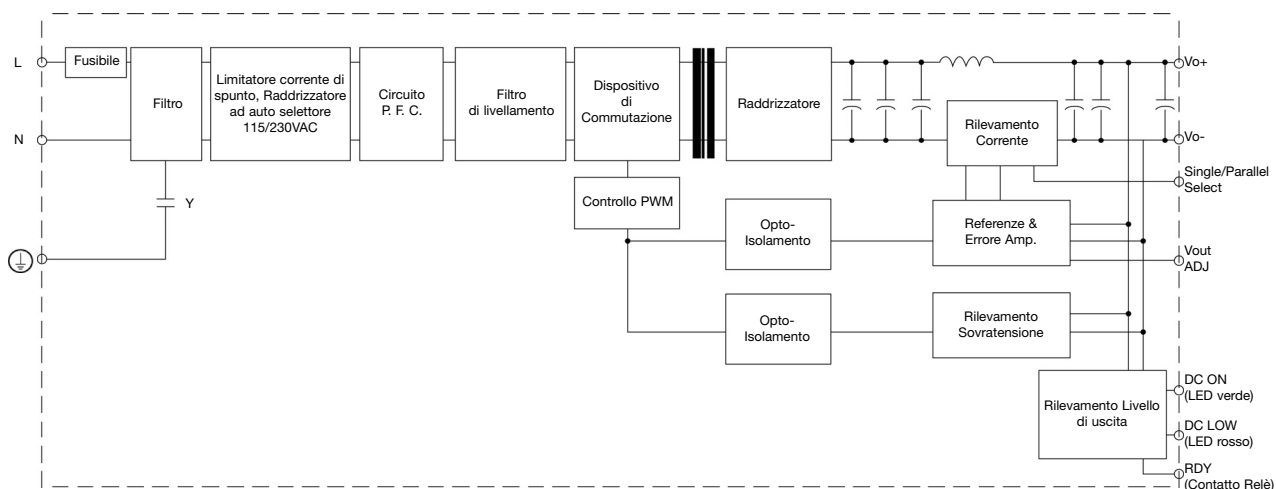 L
Fusibile
N
Filtro
Y
Limitatore corrente di
spunto, Raddrizzatore
ad auto selettore
115/230VAC
Circuito
P. F. C.
Filtro
di livellamento
Dispositivo
di
Commutazione
Controllo PWM
Raddrizzatore
Opto-
Isolamento
Opto-
Isolamento
Rilevamento
Corrente
Referenze &
Errore Amp.
Rilevamento
Sovratensione
Rilevamento Livello
di uscita
Vo+
Vo-
Single/Parallel
Select
Vout
ADJ
DC ON
(LED verde)
DC LOW
(LED rosso)
RDY
(Contatto Relè)